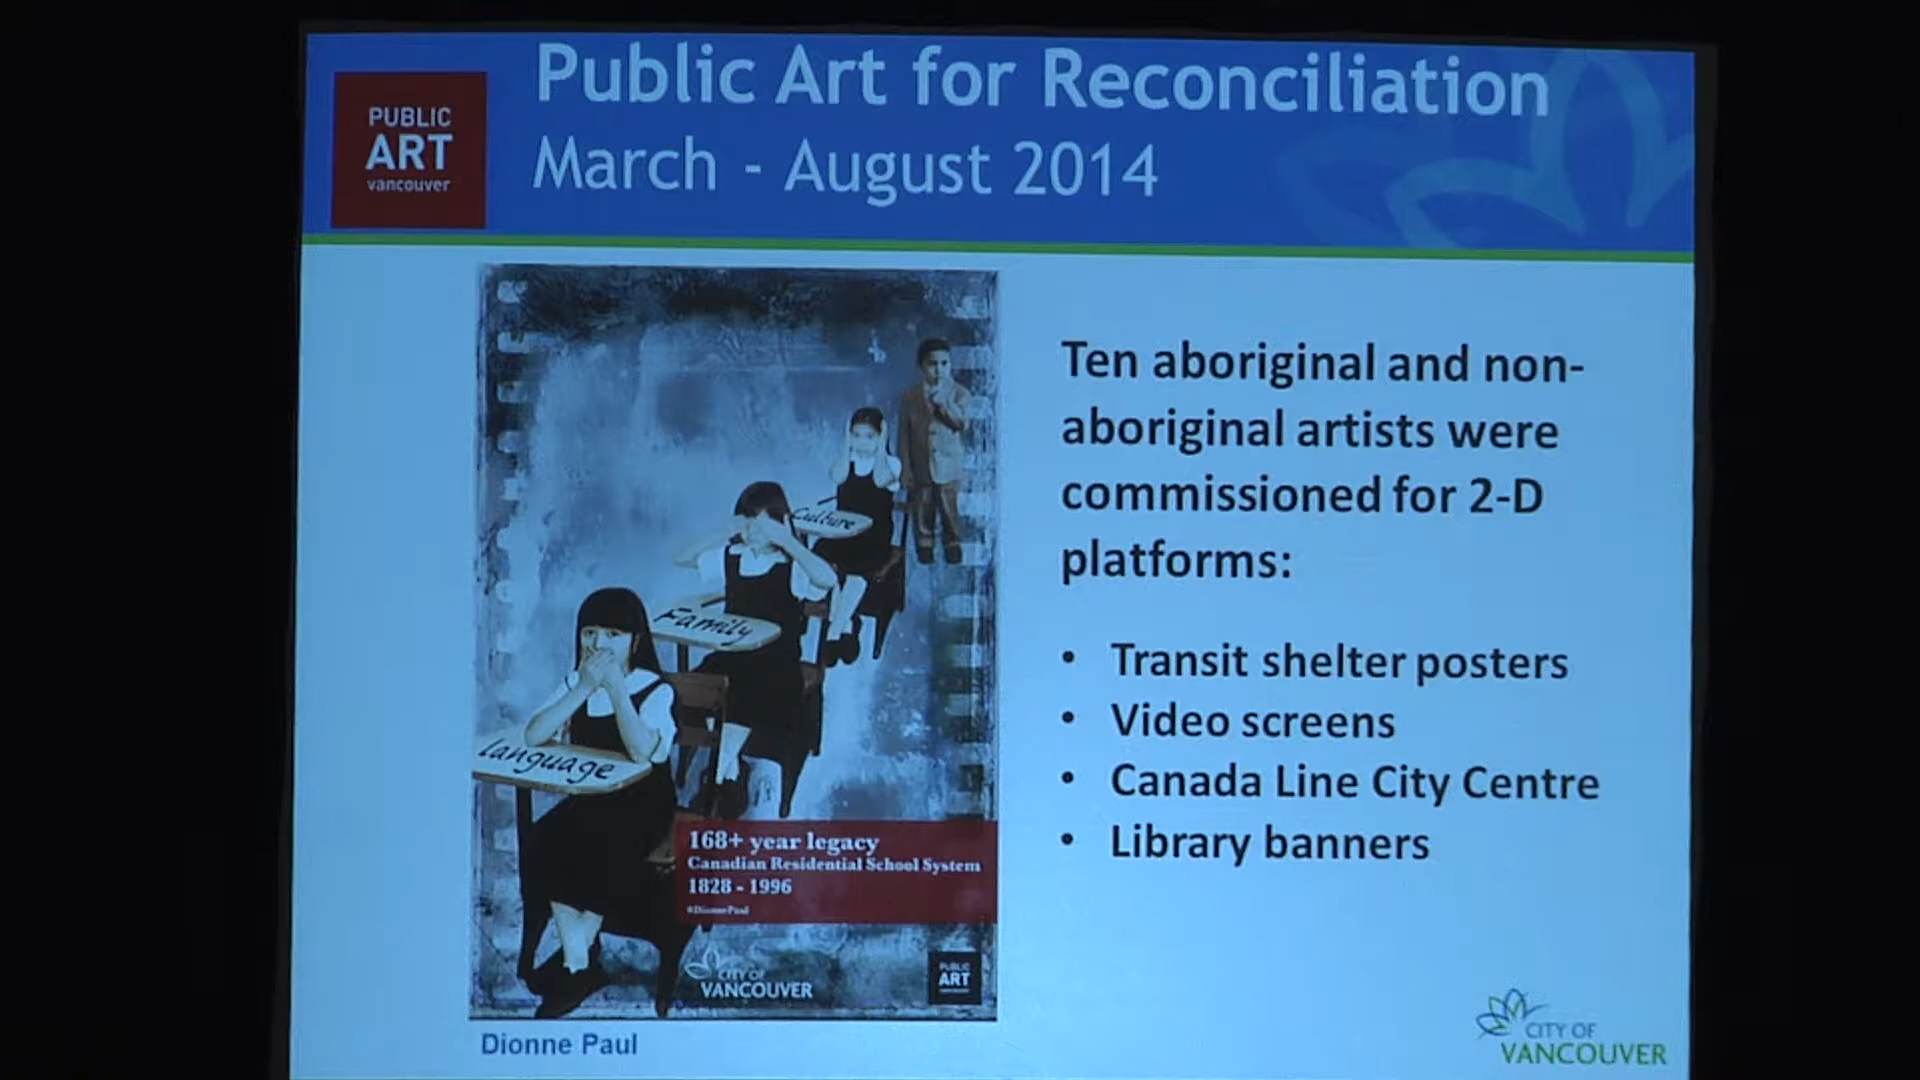 Public Art for Reconciliation
March - August 2014
PUBLIC
ART
vancouver
Ten aboriginal and non-
aboriginal artists were
commissioned for 2-D
platforms:
• Transit shelter posters
• Video screens
• Canada Line City Centre
• Library banners
Culture
Family
Language
168+ year legacy
Canadian Residential School System
1828 - 1996
©DionnePaul
CITY OF
VANCOUVER
PUBLIC
ART
Dionne Paul
CITY OF
VANCOUVER